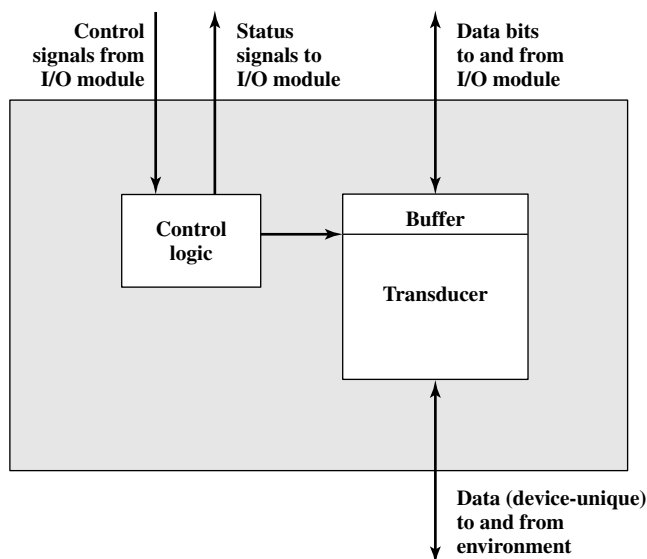 Control
signals from
I/O module
Status
signals to
I/O module
Data bits
to and from
I/O module
Control
logic
Buffer
Transducer
Data (device-unique)
to and from
environment